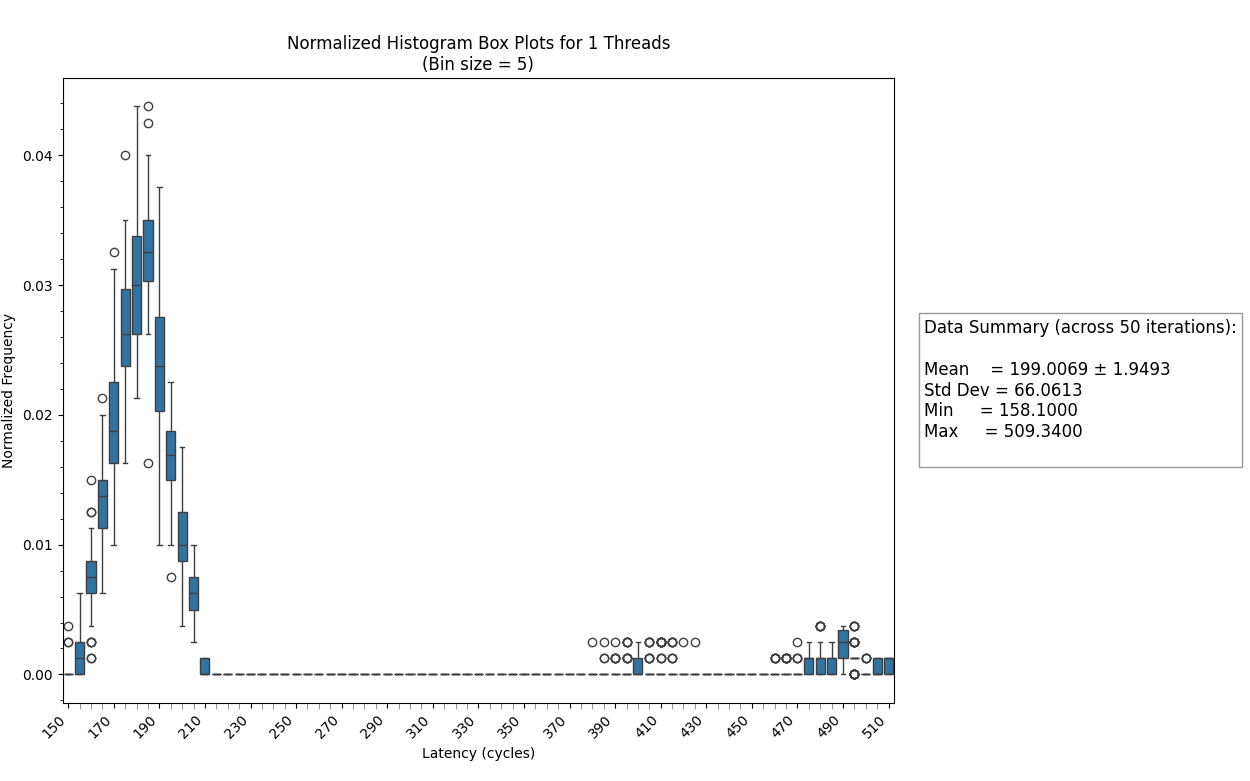 Normalized Histogram Box Plots for 1 Threads
(Bin size = 5)
Normalized Frequency
0.04
0.03
0.02
0.01
0.00
150 170 190 210 230 250 270 290 310 330 350 370 390 410 430 450 470 490 510
Latency (cycles)
Data Summary (across 50 iterations):
Mean = 199.0069 ± 1.9493
Std Dev = 66.0613
Min = 158.1000
Max = 509.3400